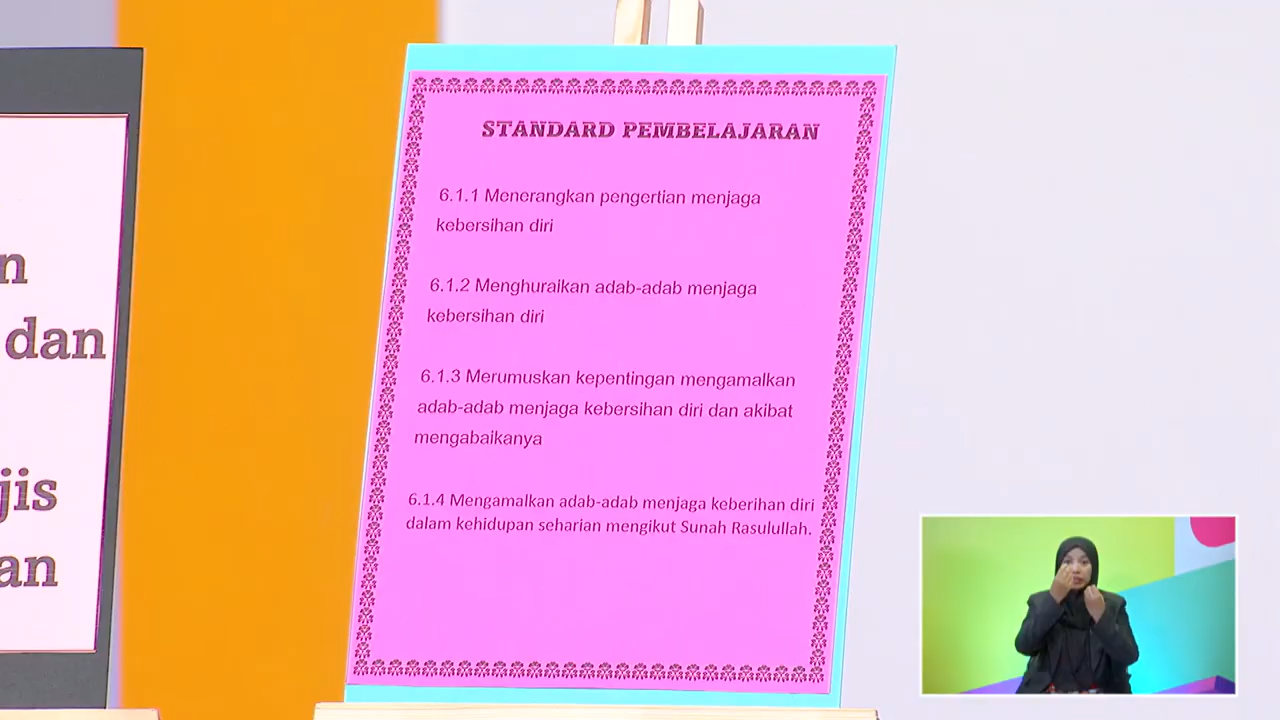 n
dan
jis
an
STANDARD PEMBELAJARAN
6.1.1 Menerangkan pengertian menjaga
kebersihan diri
6.1.2 Menghuraikan adab-adab menjaga
kebersihan diri
6.1.3 Merumuskan kepentingan mengamalkan
adab-adab menjaga kebersihan diri dan akibat
mengabaikanya
6.1.4 Mengamalkan adab-adab menjaga keberihan diri
dalam kehidupan seharian mengikut Sunah Rasulullah.